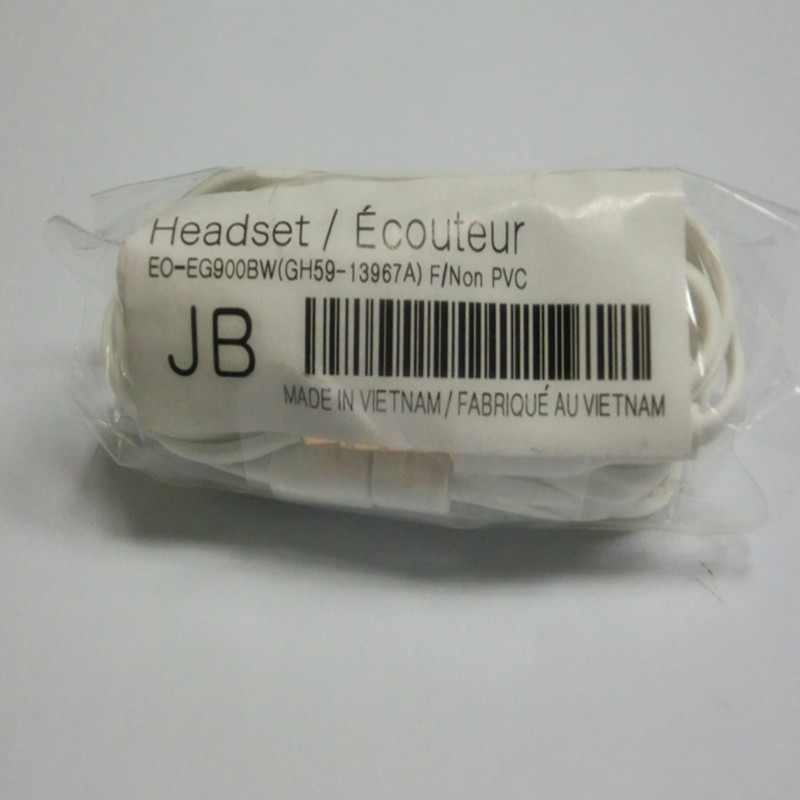 Headset / Écouteur
EO-EG900BW(GH59-13967A) F/Non PVC
JB
MADE IN VIETNAM / FABRIQUÉ AU VIETNAM